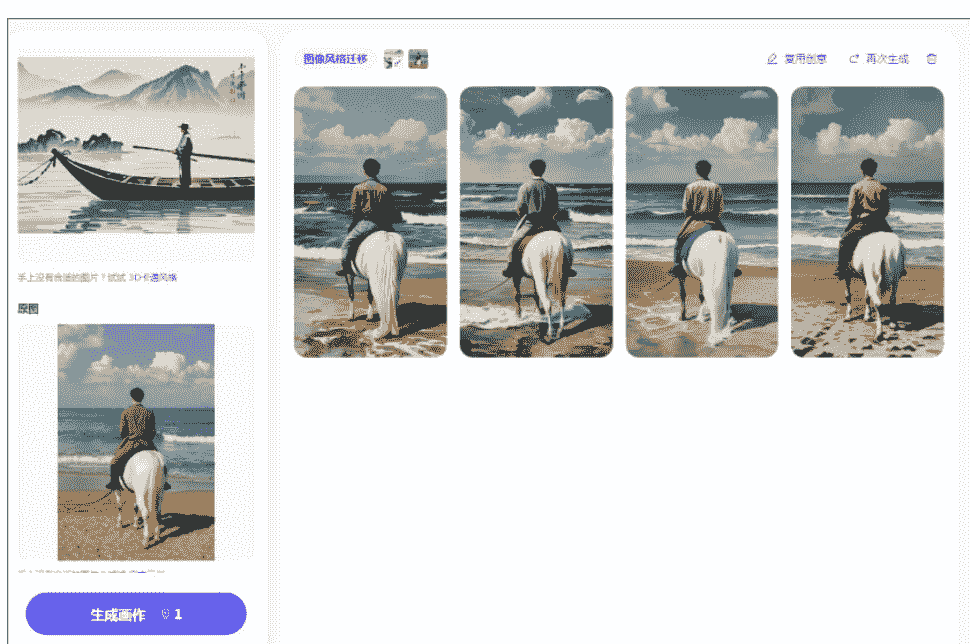 手上没有合适的图片？试试 3D卡通风格
原图
生成画作 1
图像风格迁移
复用创意
再次生成